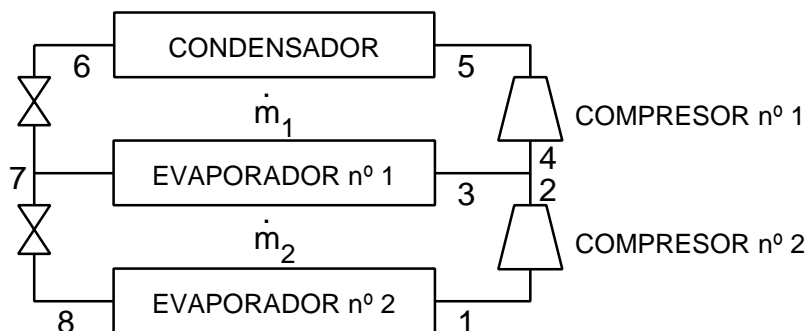 CONDENSADOR
6
5
ṁ1
COMPRESOR nº 1
4
7
EVAPORADOR nº 1
3
2
ṁ2
COMPRESOR nº 2
EVAPORADOR nº 2
8
1